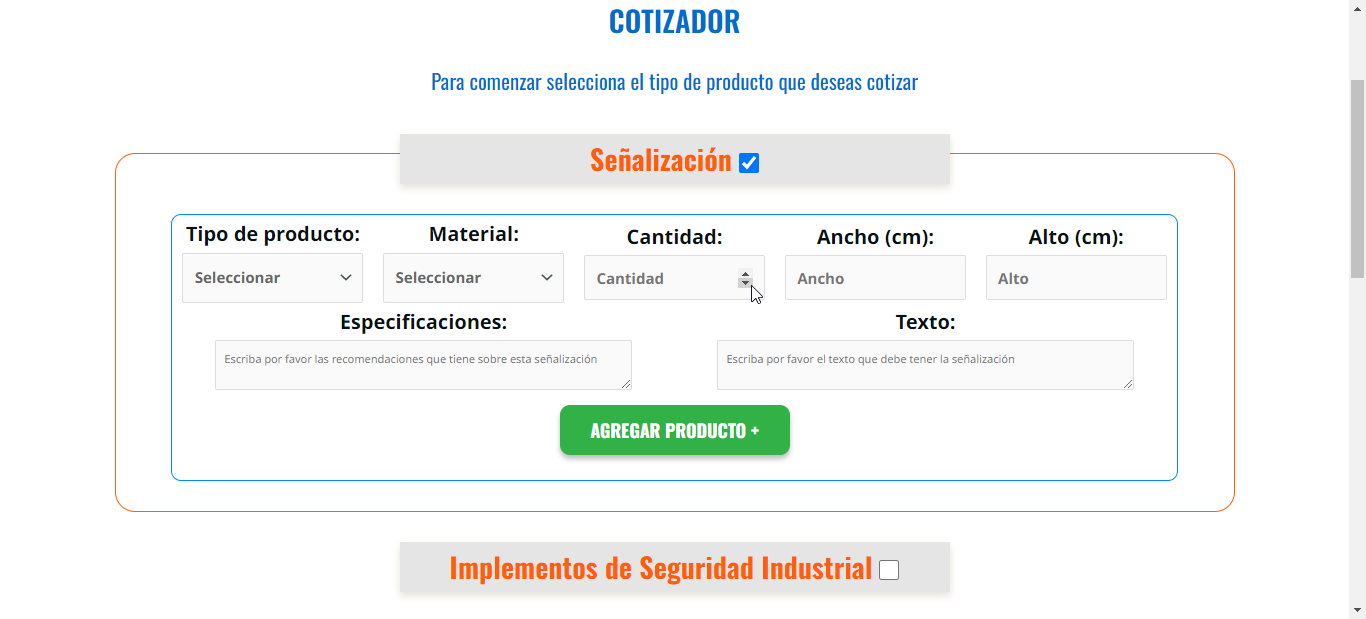 COTIZADOR
Para comenzar selecciona el tipo de producto que deseas cotizar
Señalización
Tipo de producto: Material: Cantidad: Ancho (cm): Alto (cm):
Seleccionar Seleccionar Cantidad Ancho Alto
Especificaciones: Texto:
Escriba por favor las recomendaciones que tiene sobre esta señalización Escriba por favor el texto que debe tener la señalización
AGREGAR PRODUCTO +
Implementos de Seguridad Industrial